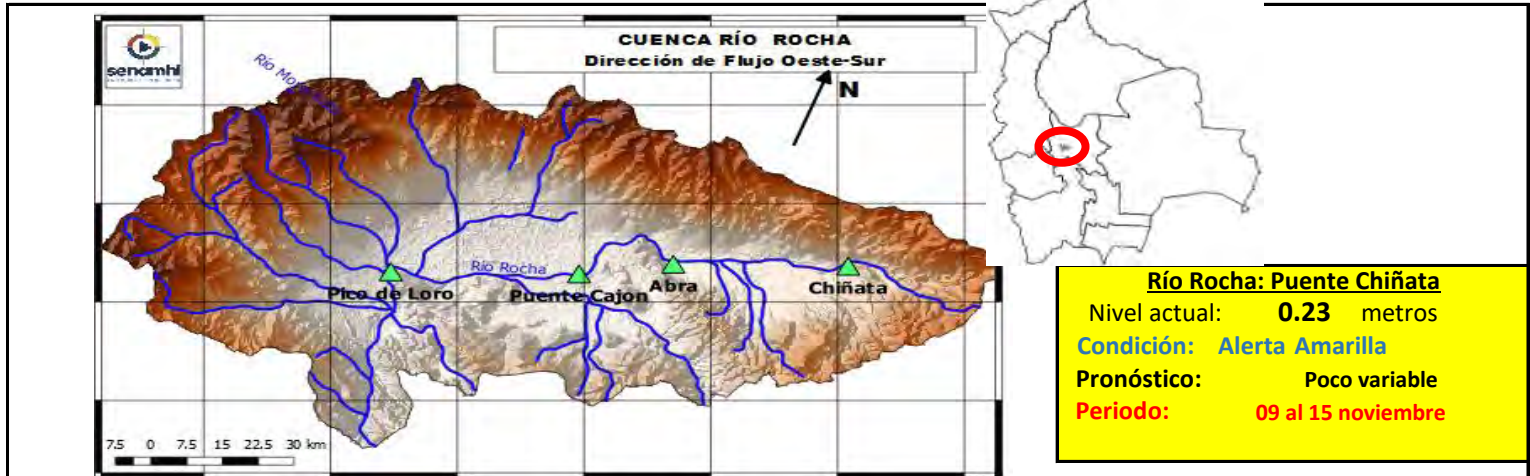 senamhi
CUENCA RÍO ROCHA
Dirección de Flujo Oeste-Sur
N
Río
Río Rocha
Pico de Loro
Puente Cajon
Abra
Chiñata
7.5 0 7.5 15 22.5 30 km
Río Rocha: Puente Chiñata
Nivel actual: 0.23 metros
Condición: Alerta Amarilla
Pronóstico: Poco variable
Periodo: 09 al 15 noviembre